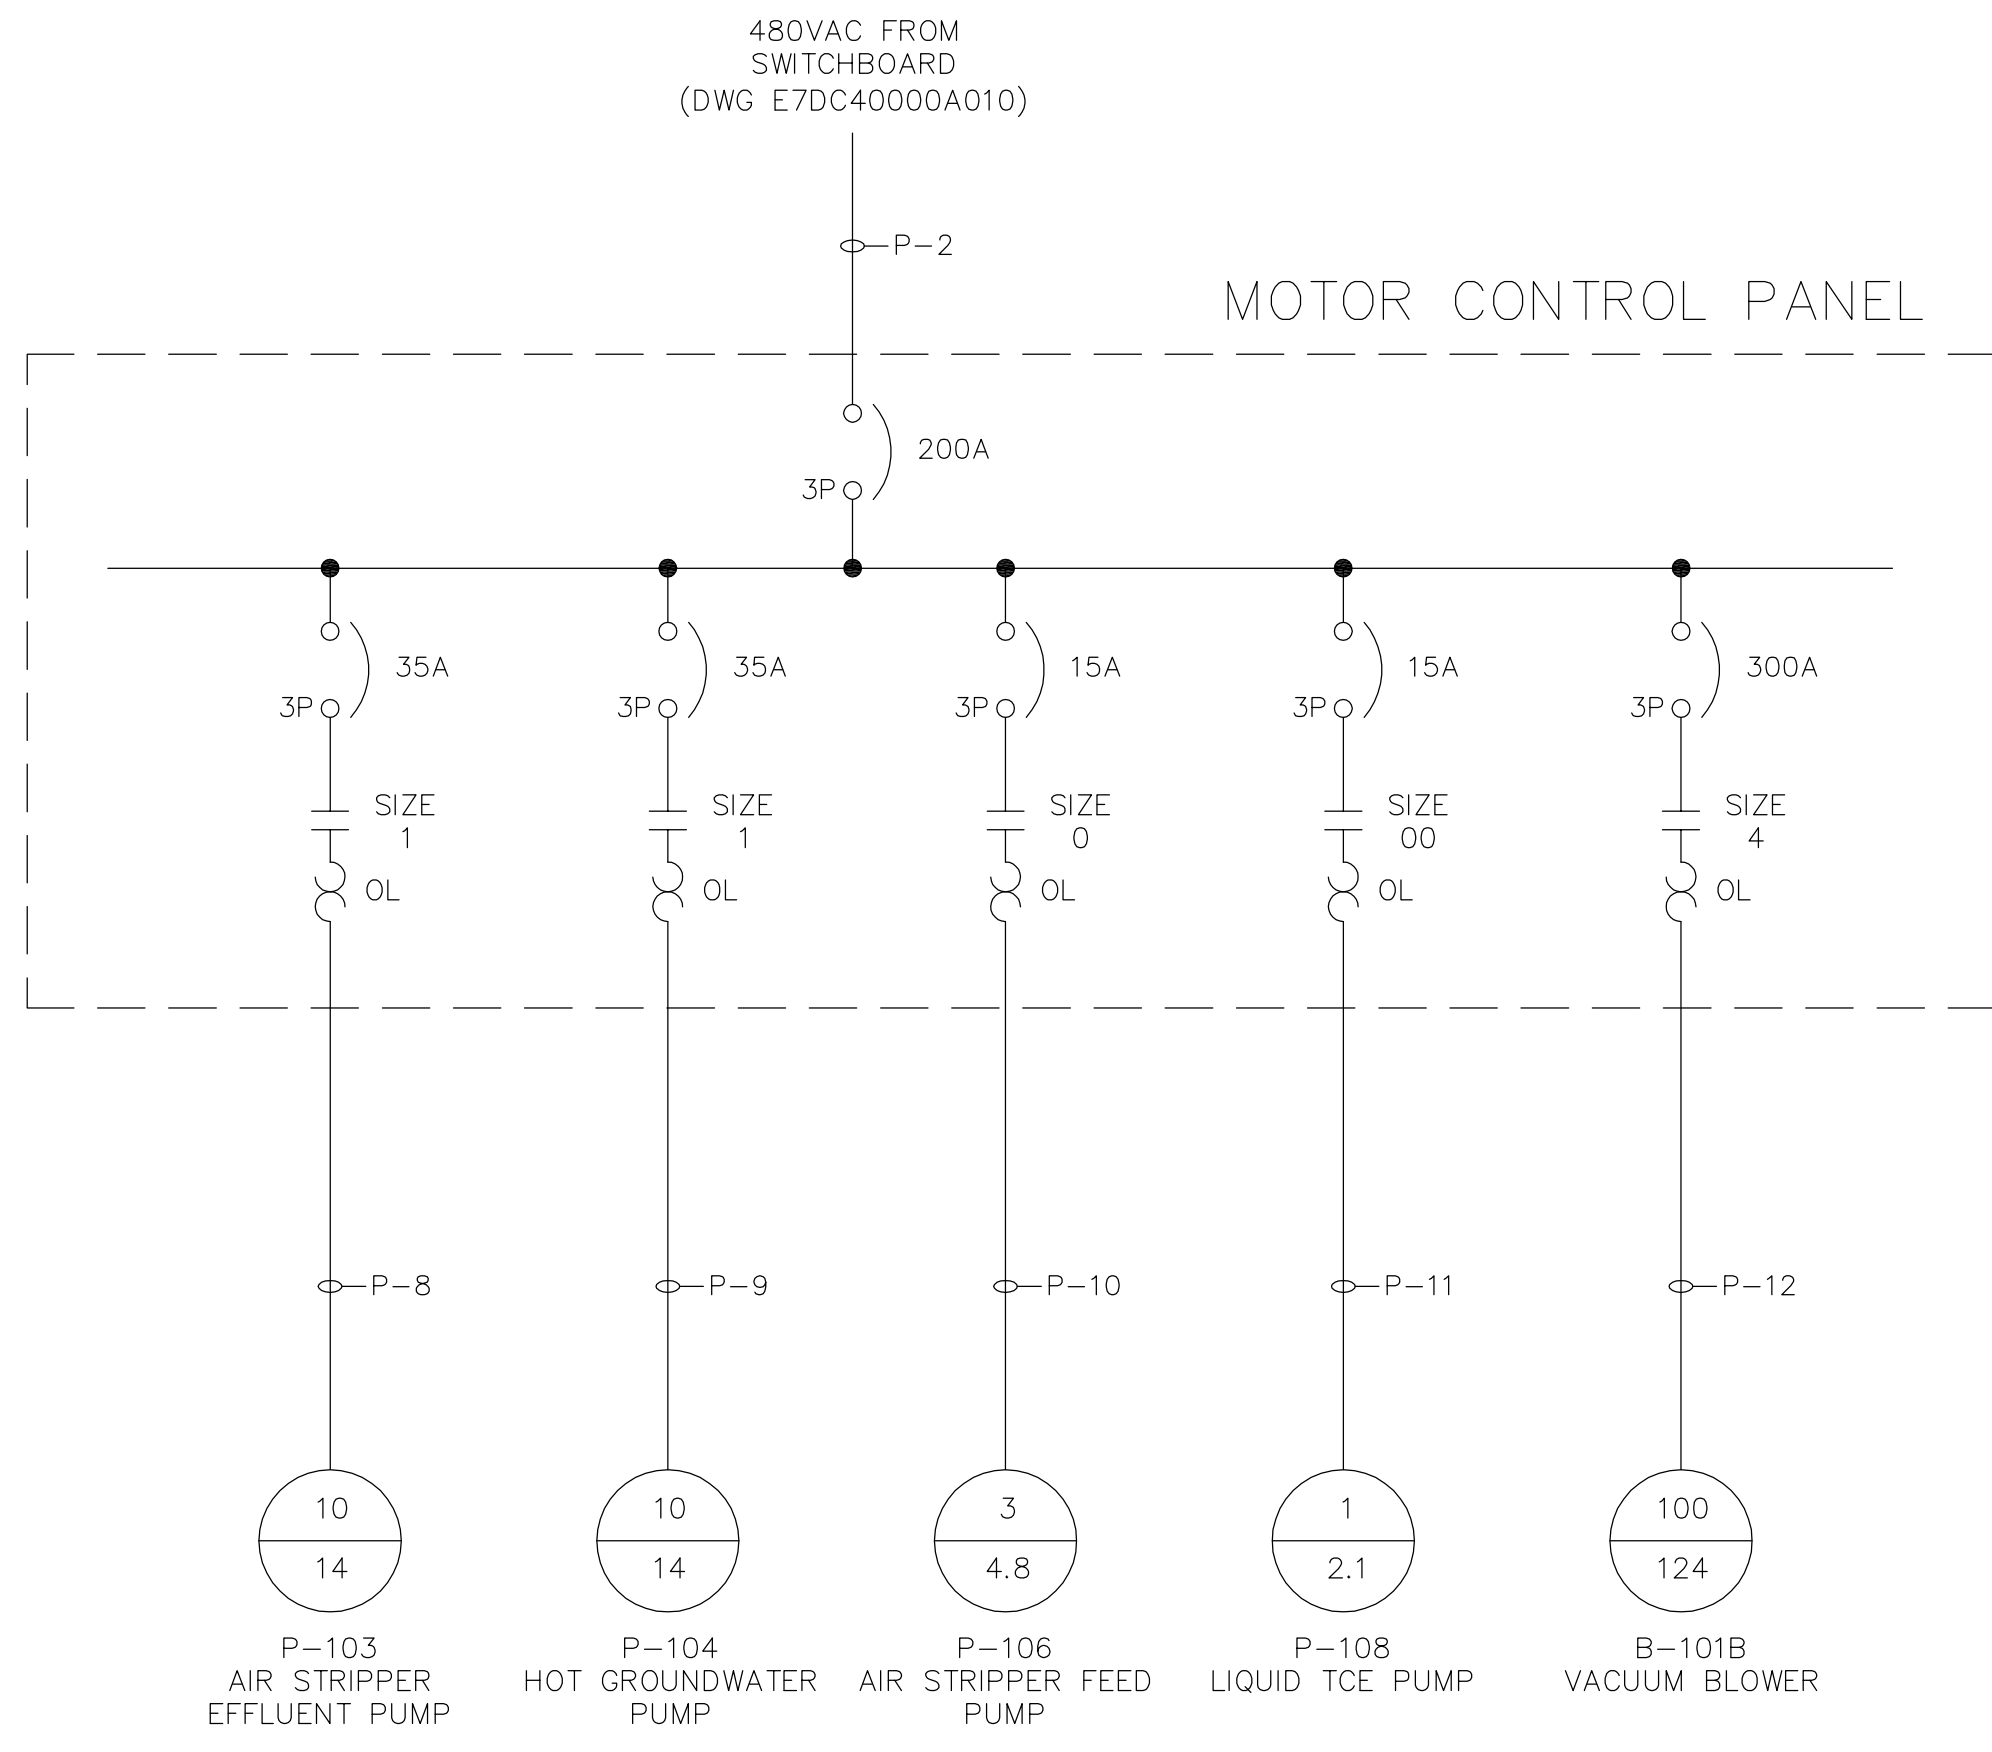 480VAC FROM
SWITCHBOARD
(DWG E7DC40000A010)
P-2
MOTOR CONTROL PANEL
200A
3P
35A
35A
15A
15A
300A
3P
3P
3P
3P
3P
SIZE
1
SIZE
1
SIZE
0
SIZE
00
SIZE
4
OL
OL
OL
OL
OL
P-8
P-9
P-10
P-11
P-12
10
14
10
14
3
4.8
1
2.1
100
124
P-103
AIR STRIPPER
EFFLUENT PUMP
P-104
HOT GROUNDWATER
PUMP
P-106
AIR STRIPPER FEED
PUMP
P-108
LIQUID TCE PUMP
B-101B
VACUUM BLOWER